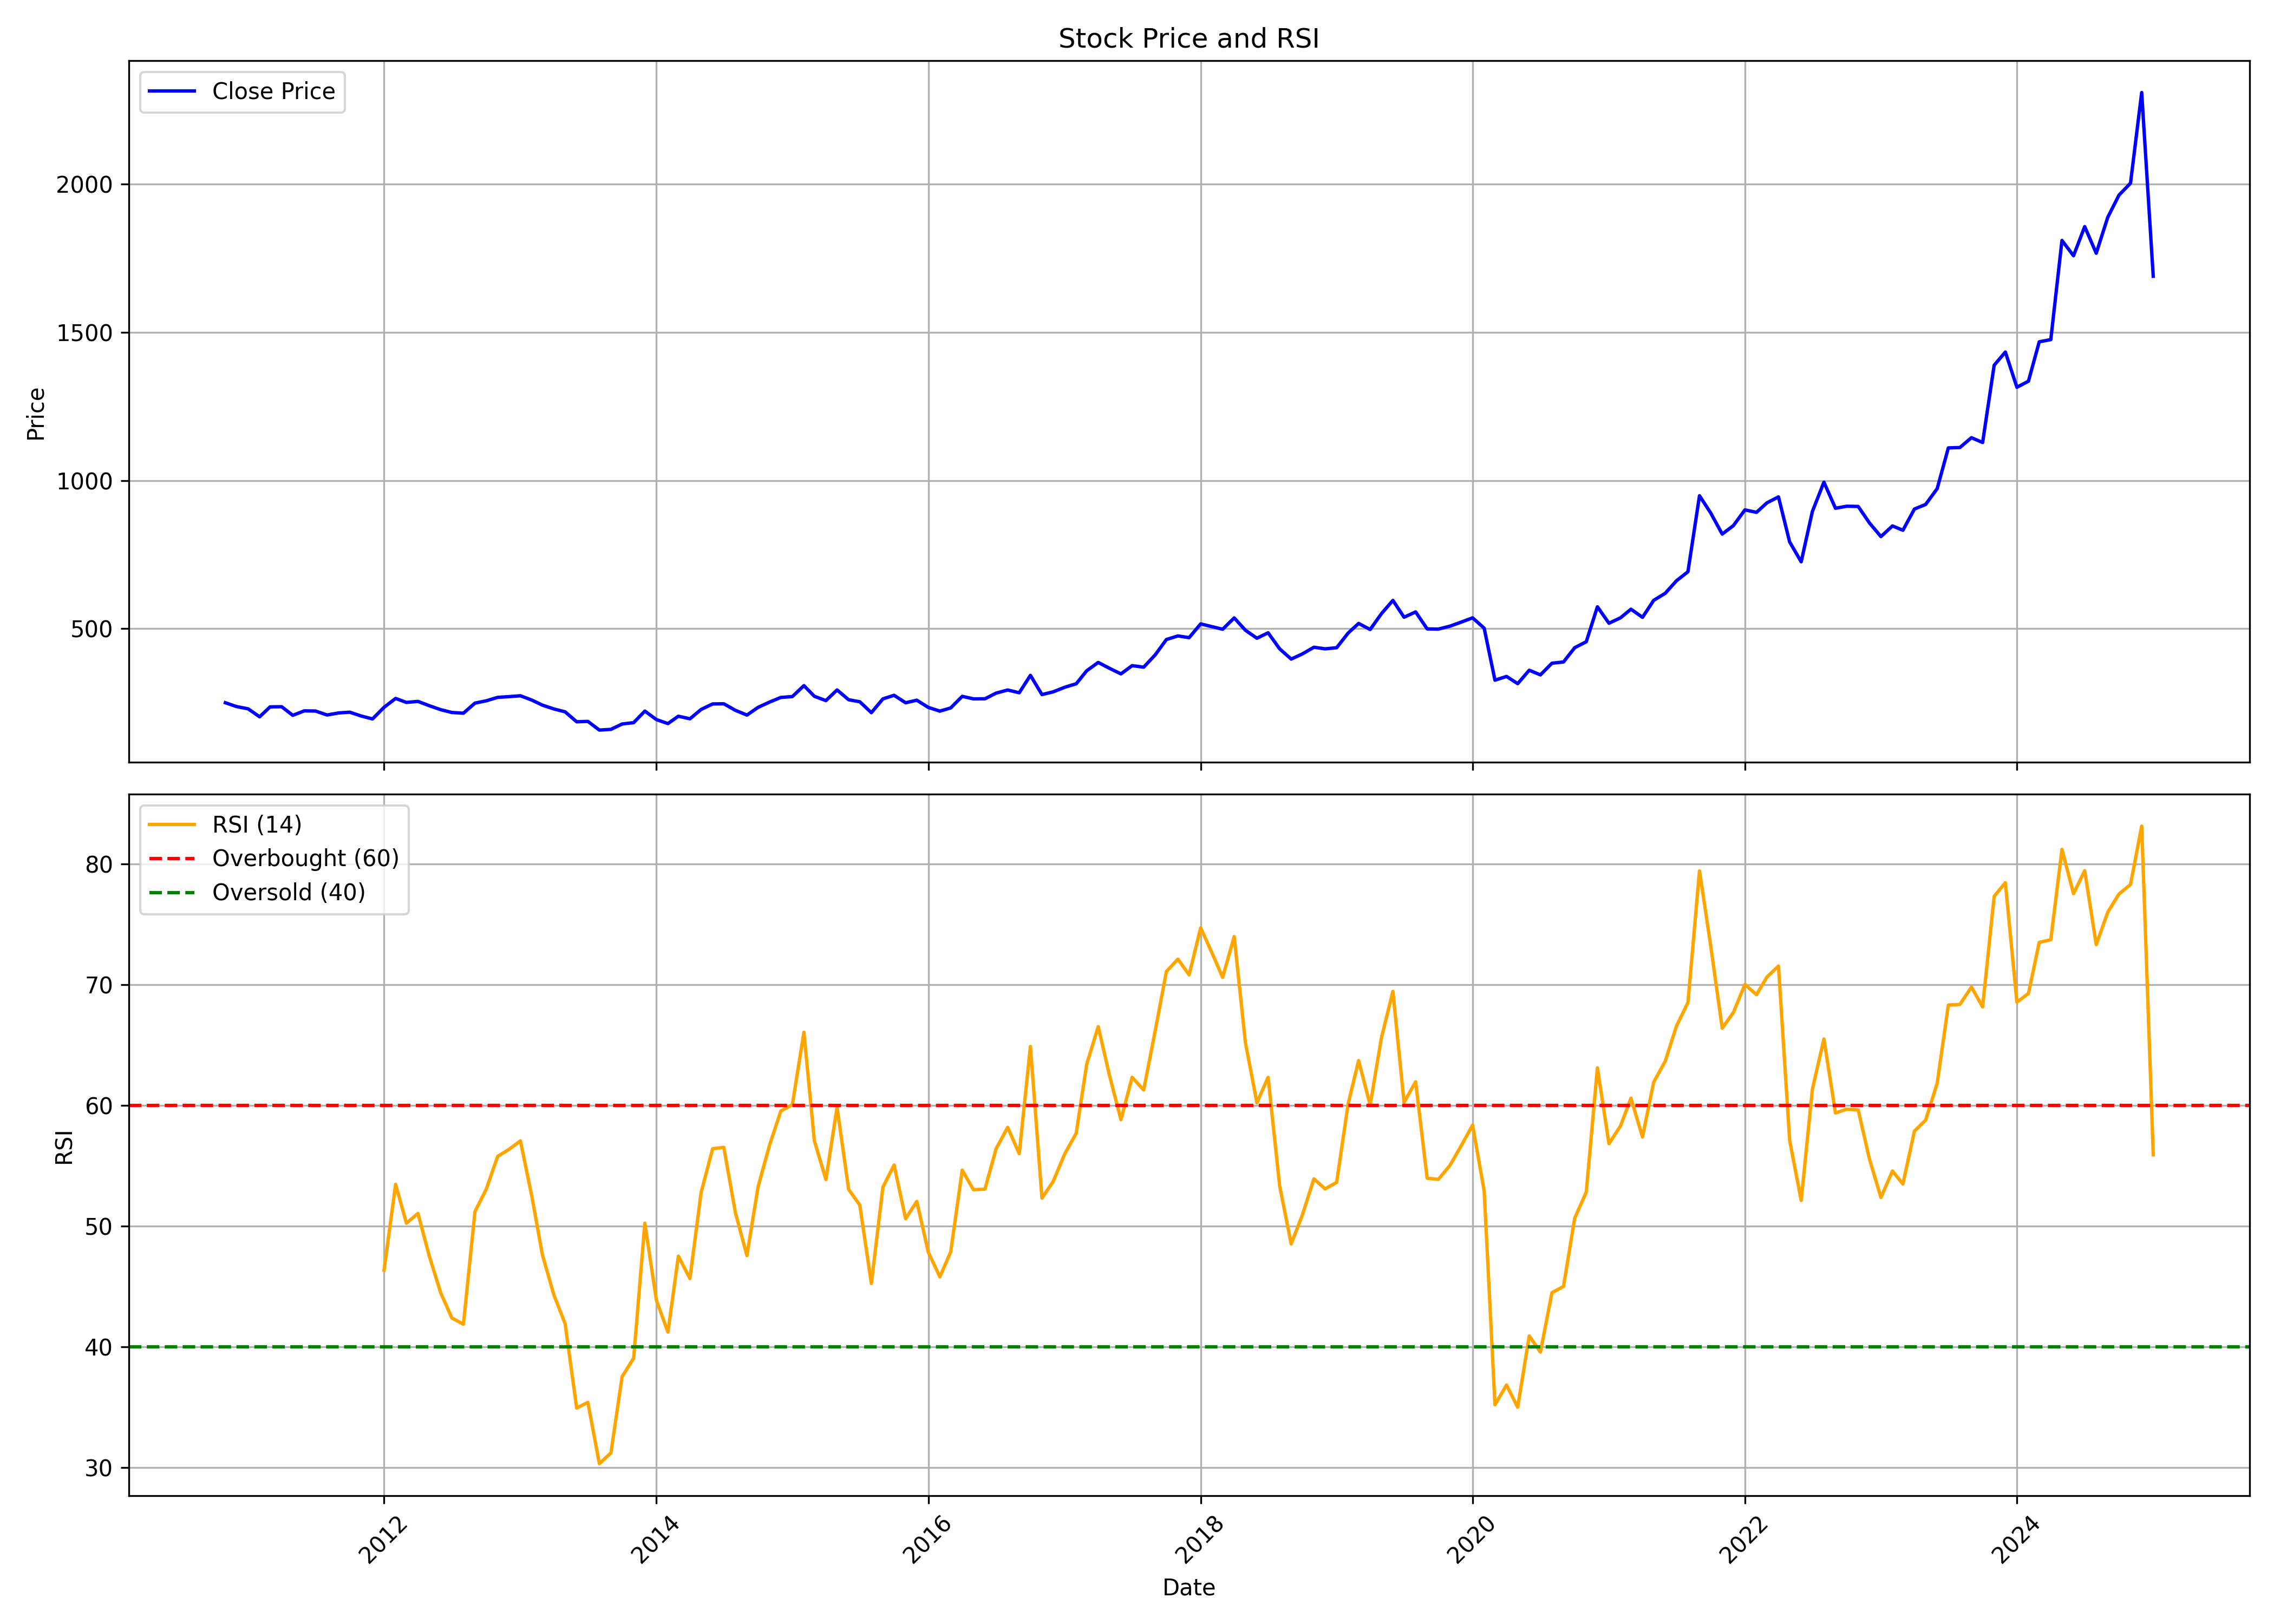 Stock Price and RSI
Close Price
2000
1500
1000
500
Price
RSI (14)
Overbought (60)
Oversold (40)
80
70
60
50
40
30
RSI
2012
2014
2016
2018
2020
2022
2024
Date